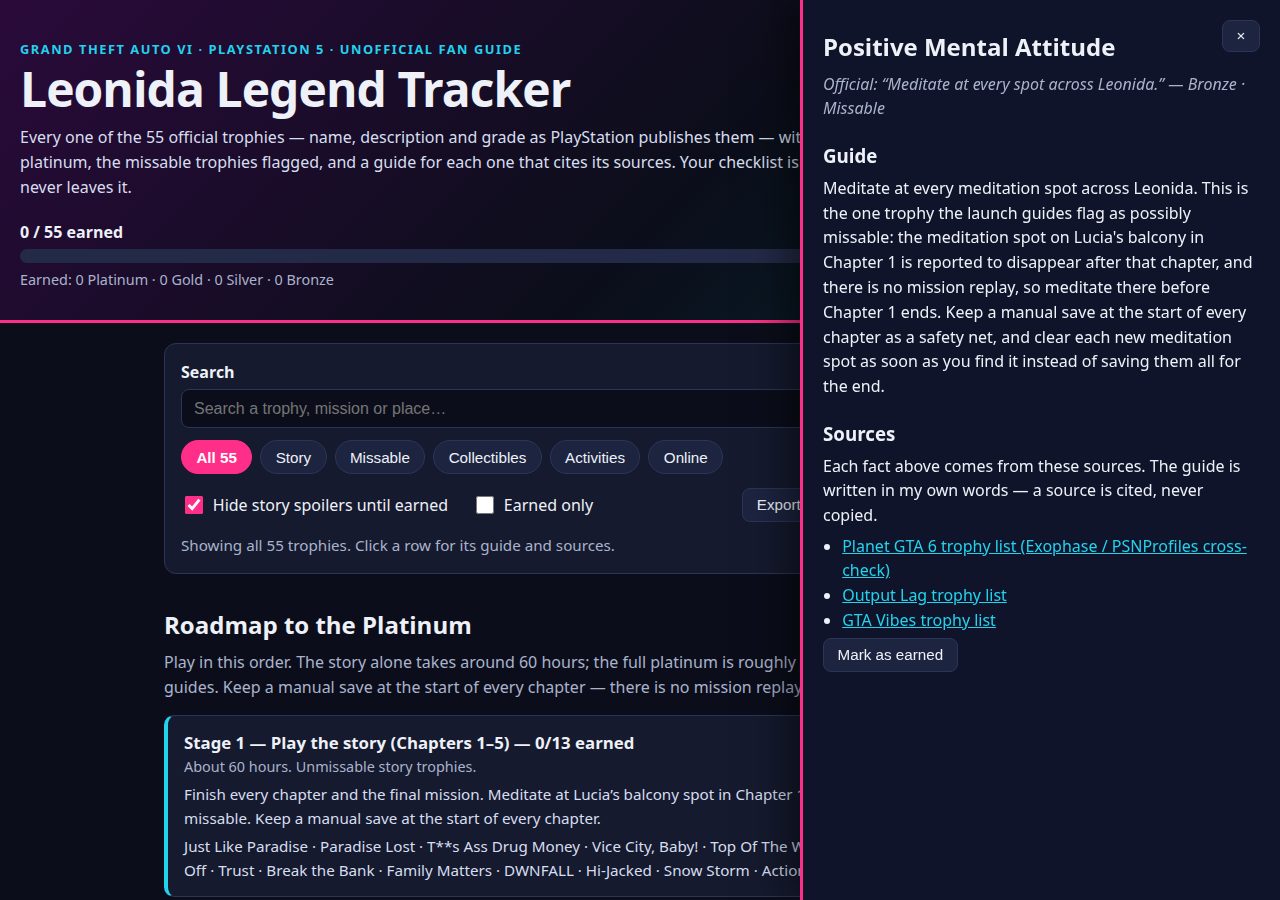 GRAND THEFT AUTO VI · PLAYSTATION 5 · UNOFFICIAL FAN GUIDE
Leonida Legend Tracker
Every one of the 55 official trophies — name, description and grade as PlayStation publishes them —
platinum, the missable trophies flagged, and a guide for each one that cites its sources. Your checklist is
never leaves it.
0 / 55 earned
Earned: 0 Platinum · 0 Gold · 0 Silver · 0 Bronze
Search
Search a trophy, mission or place…
All 55
Story
Missable
Collectibles
Activities
Online
Hide story spoilers until earned
Earned only
Export
Showing all 55 trophies. Click a row for its guide and sources.
Roadmap to the Platinum
Play in this order. The story alone takes around 60 hours; the full platinum is roughly
guides. Keep a manual save at the start of every chapter — there is no mission replay
Stage 1 — Play the story (Chapters 1–5) — 0/13 earned
About 60 hours. Unmissable story trophies.
Finish every chapter and the final mission. Meditate at Lucia’s balcony spot in Chapter
missable. Keep a manual save at the start of every chapter.
Just Like Paradise · Paradise Lost · T**s Ass Drug Money · Vice City, Baby! · Top Of The
Off · Trust · Break the Bank · Family Matters · DWNFALL · Hi-Jacked · Snow Storm ·
×
Positive Mental Attitude
Official: “Meditate at every spot across Leonida.” — Bronze ·
Missable
Guide
Meditate at every meditation spot across Leonida. This is
the one trophy the launch guides flag as possibly
missable: the meditation spot on Lucia's balcony in
Chapter 1 is reported to disappear after that chapter, and
there is no mission replay, so meditate there before
Chapter 1 ends. Keep a manual save at the start of every
chapter as a safety net, and clear each new meditation
spot as soon as you find it instead of saving them all for
the end.
Sources
Each fact above comes from these sources. The guide is
written in my own words — a source is cited, never
copied.
Planet GTA 6 trophy list (Exophase / PSNProfiles cross-
check)
Output Lag trophy list
GTA Vibes trophy list
Mark as earned